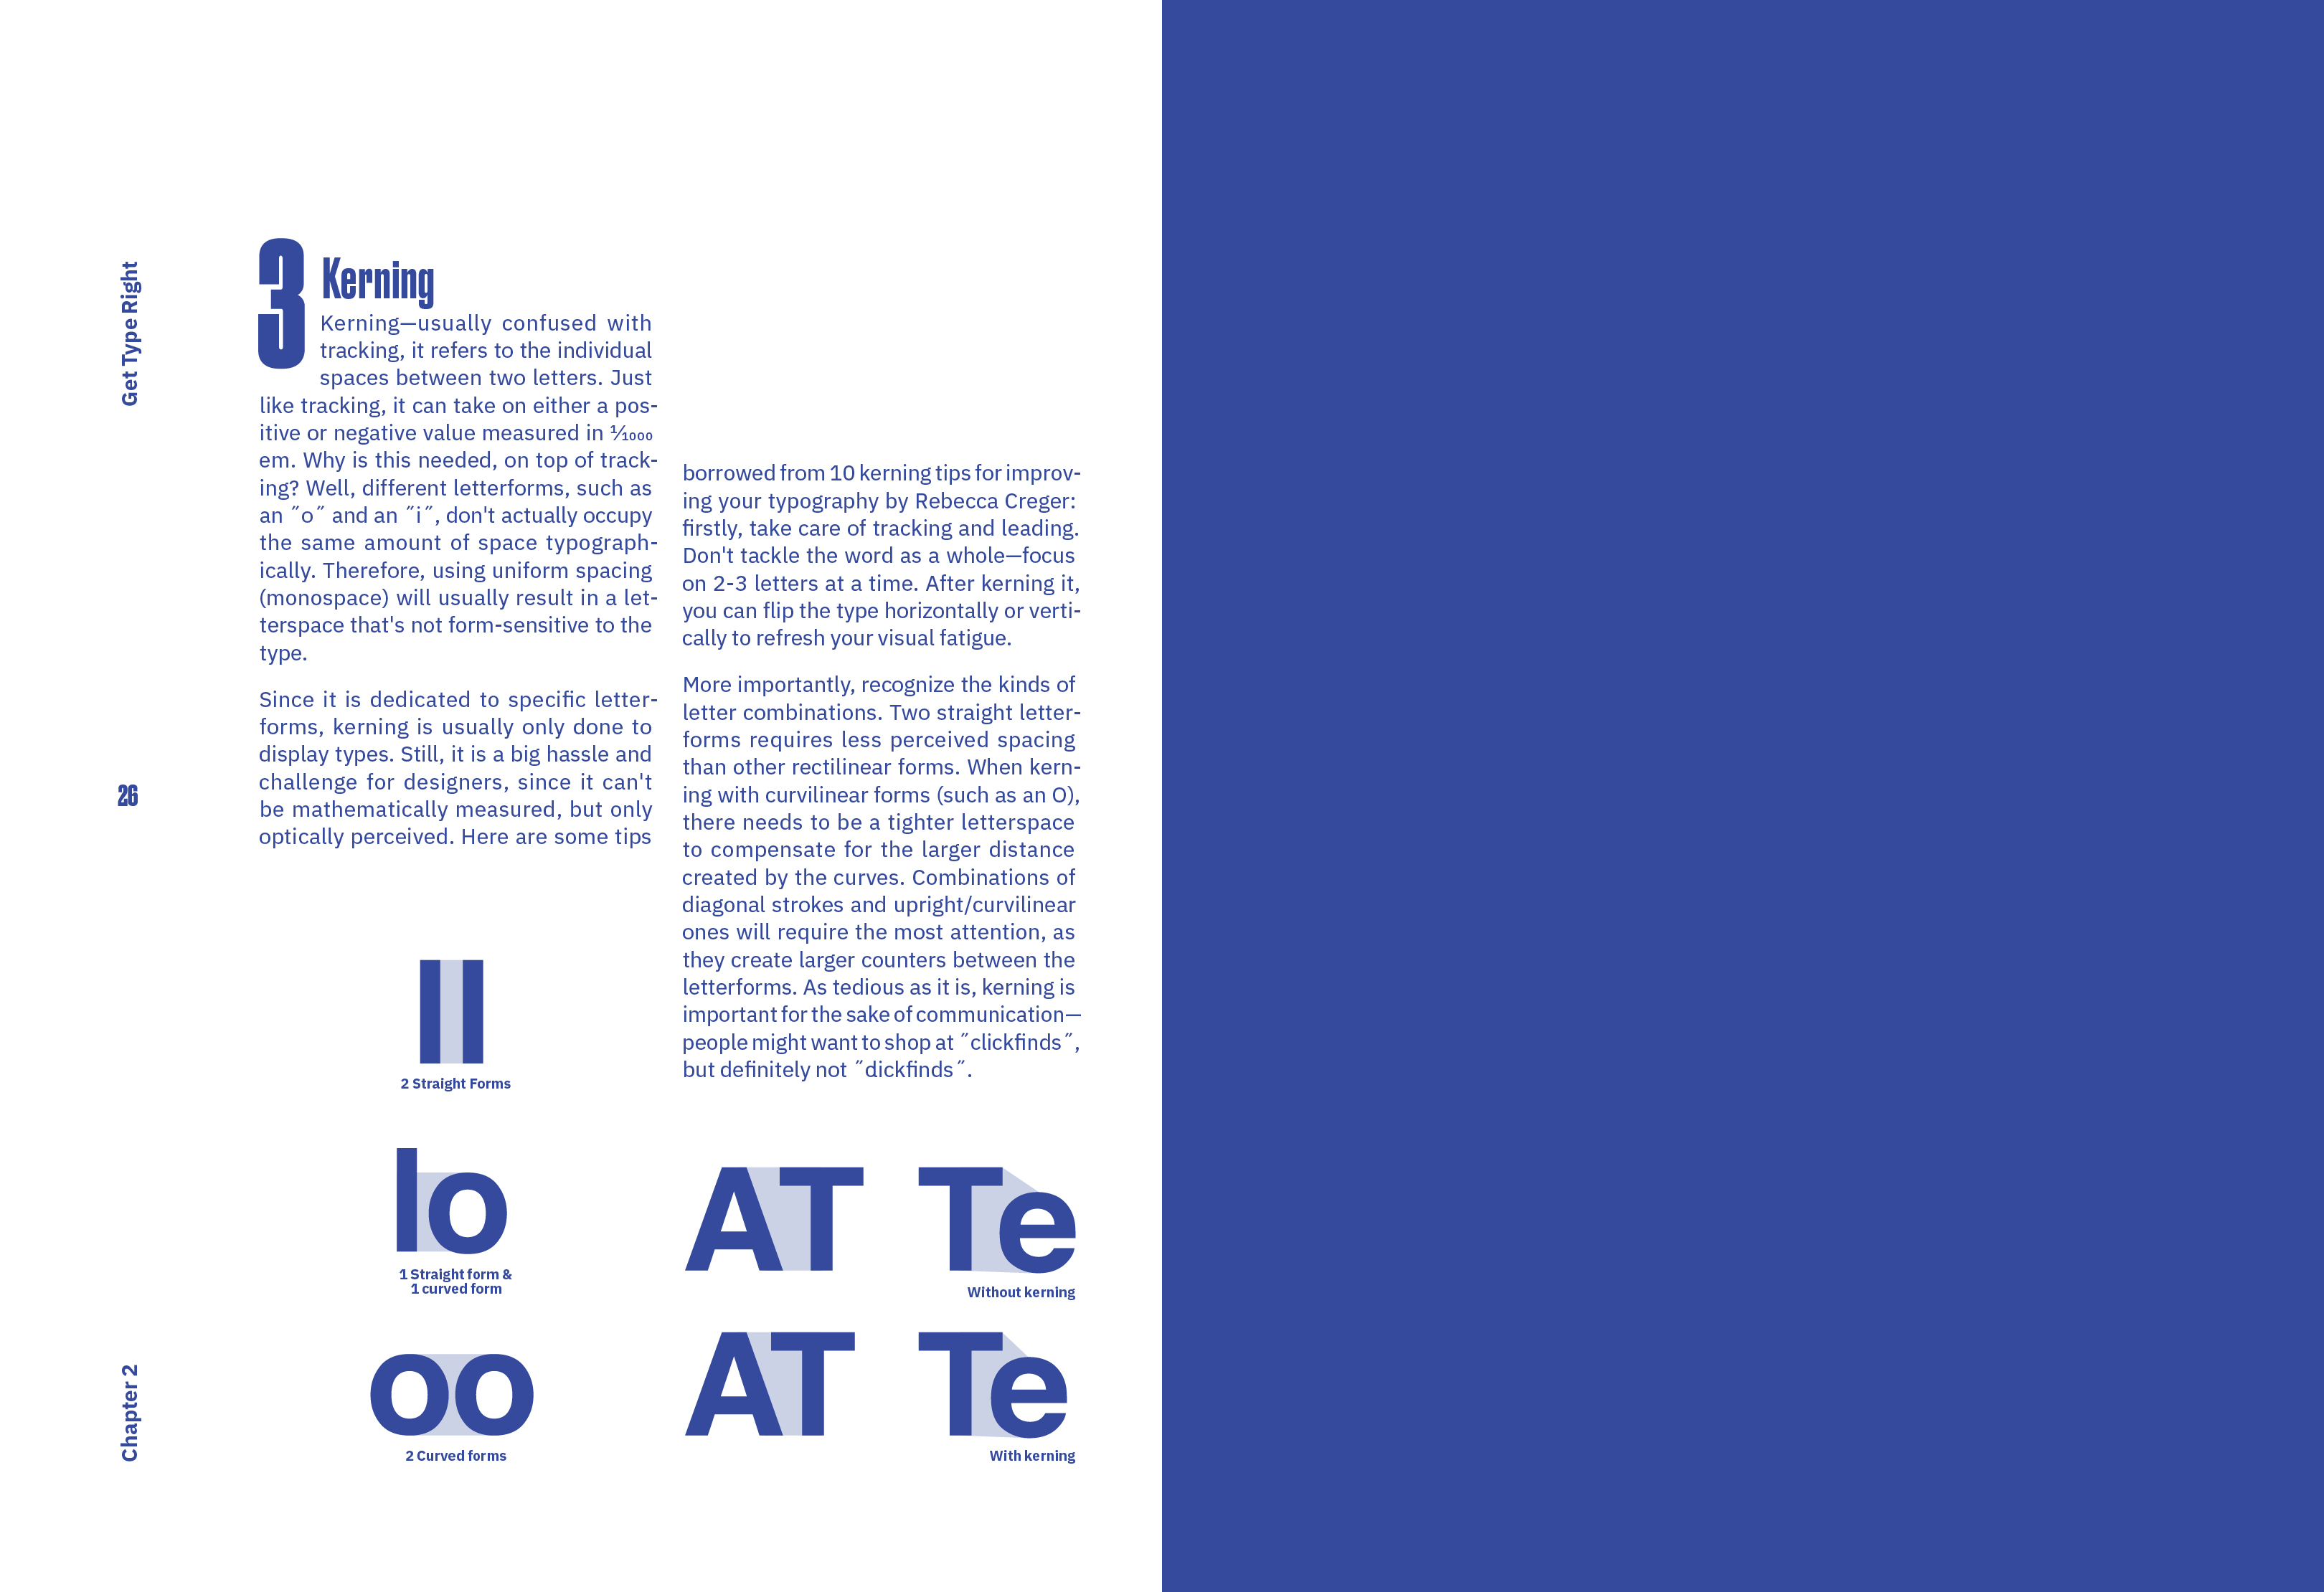 Get Type Right
26
Chapter 2
3
Kerning
Kerning—usually confused with
tracking, it refers to the individual
spaces between two letters. Just
like tracking, it can take on either a pos-
itive or negative value measured in ⅟₁₀₀₀
em. Why is this needed, on top of track-
ing? Well, different letterforms, such as
an ˝o˝ and an ˝i˝, don't actually occupy
the same amount of space typograph-
ically. Therefore, using uniform spacing
(monospace) will usually result in a let-
terspace that's not form-sensitive to the
type.
Since it is dedicated to specific letter-
forms, kerning is usually only done to
display types. Still, it is a big hassle and
challenge for designers, since it can't
be mathematically measured, but only
optically perceived. Here are some tips
borrowed from 10 kerning tips for improv-
ing your typography by Rebecca Creger:
firstly, take care of tracking and leading.
Don't tackle the word as a whole—focus
on 2-3 letters at a time. After kerning it,
you can flip the type horizontally or verti-
cally to refresh your visual fatigue.
More importantly, recognize the kinds of
letter combinations. Two straight letter-
forms requires less perceived spacing
than other rectilinear forms. When kern-
ing with curvilinear forms (such as an O),
there needs to be a tighter letterspace
to compensate for the larger distance
created by the curves. Combinations of
diagonal strokes and upright/curvilinear
ones will require the most attention, as
they create larger counters between the
letterforms. As tedious as it is, kerning is
important for the sake of communication—
people might want to shop at ˝clickfinds˝,
but definitely not ˝dickfinds˝.
ll
2 Straight Forms
lo
1 Straight form &
1 curved form
oo
2 Curved forms
AT Te
Without kerning
AT Te
With kerning